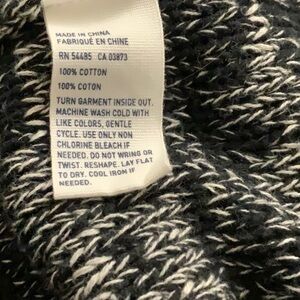 MADE IN CHINA
FABRIQUÉ EN CHINE
RN 54485 CA 03873
100% COTTON
100% COTON
TURN GARMENT INSIDE OUT.
MACHINE WASH COLD WITH
LIKE COLORS, GENTLE
CYCLE. USE ONLY NON
CHLORINE BLEACH IF
NEEDED. DO NOT WRING OR
TWIST. RESHAPE. LAY FLAT
TO DRY. COOL IRON IF
NEEDED.